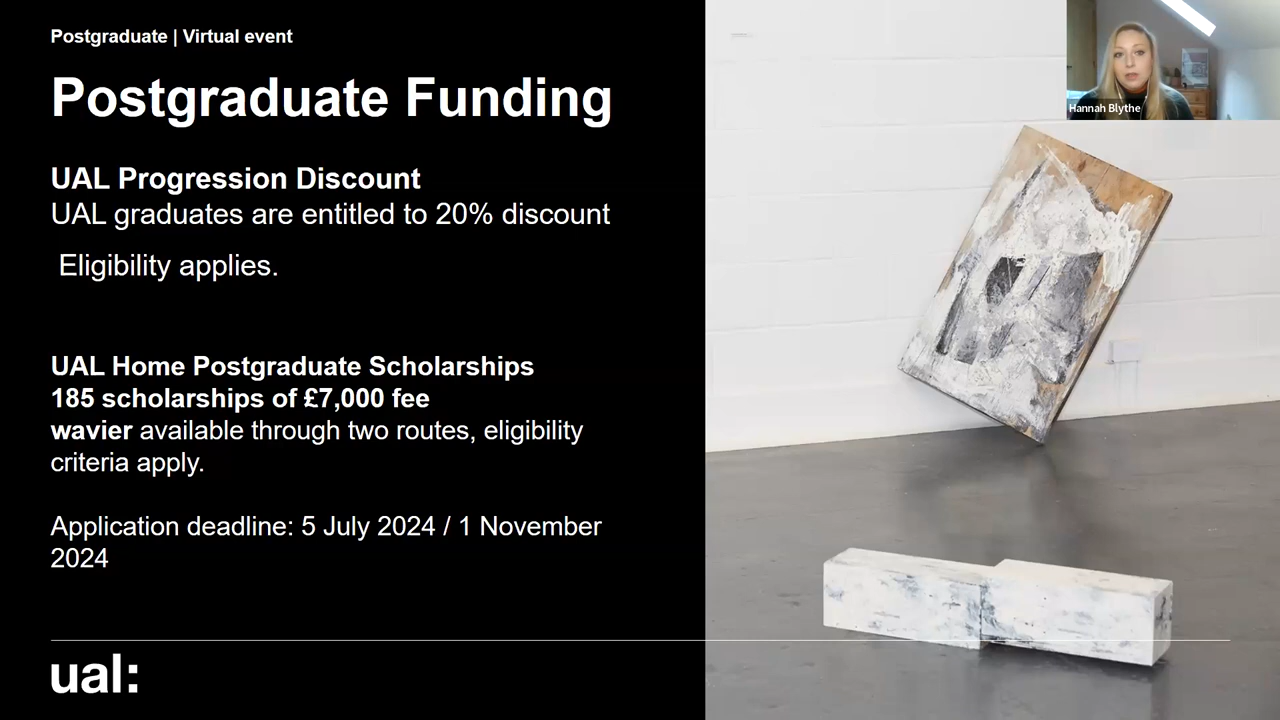 Postgraduate | Virtual event
Postgraduate Funding
UAL Progression Discount
UAL graduates are entitled to 20% discount
Eligibility applies.
UAL Home Postgraduate Scholarships
185 scholarships of £7,000 fee
wavier available through two routes, eligibility
criteria apply.
Application deadline: 5 July 2024 / 1 November
2024
ual:
Hannah Blythe